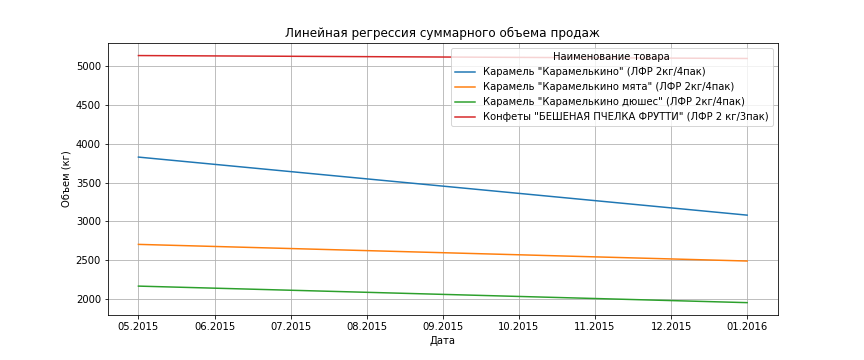 Линейная регрессия суммарного объема продаж
Объем (кг)
5000
4500
4000
3500
3000
2500
2000
Наименование товара
Карамель "Карамелькино" (ЛФР 2кг/4пак)
Карамель "Карамелькино мята" (ЛФР 2кг/4пак)
Карамель "Карамелькино дюшес" (ЛФР 2кг/4пак)
Конфеты "БЕШЕНАЯ ПЧЕЛКА ФРУТТИ" (ЛФР 2 кг/3пак)
05.2015 06.2015 07.2015 08.2015 09.2015 10.2015 11.2015 12.2015 01.2016
Дата